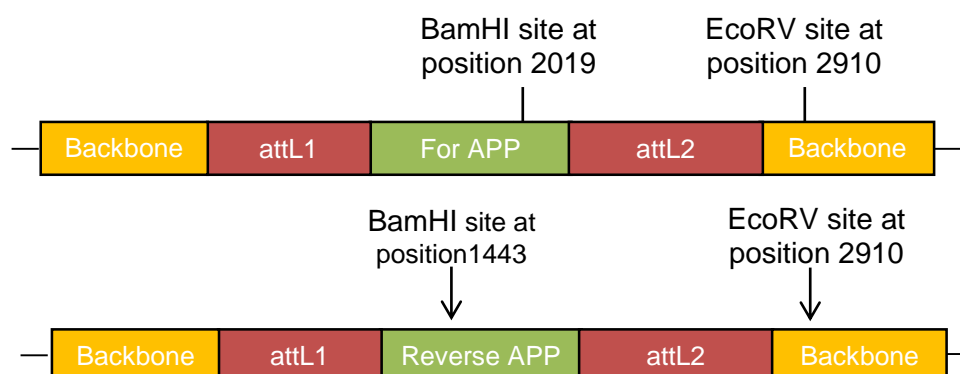 BamHI site at
position 2019
EcoRV site at
position 2910
Backbone
attL1
For APP
attL2
Backbone
BamHI site at
position1443
EcoRV site at
position 2910
Backbone
attL1
Reverse APP
attL2
Backbone